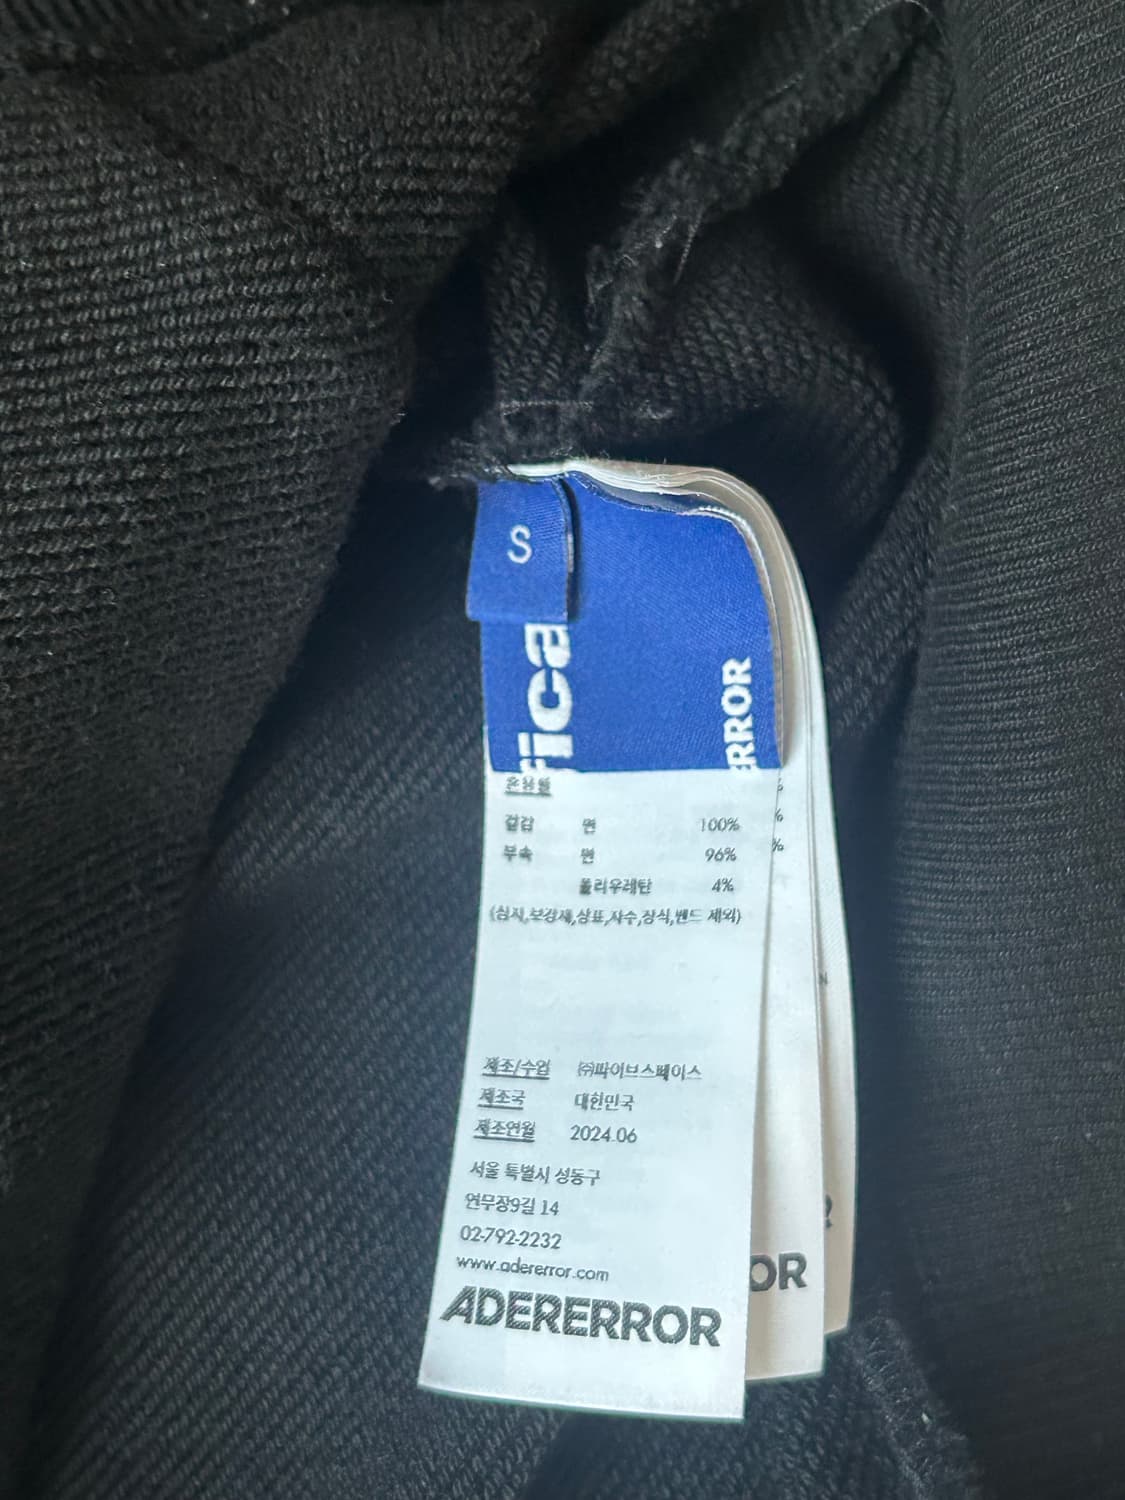 S
fica
ERROR
혼용율
겉감 면 100%
부속 면 96%
폴리우레탄 4%
(심지,보강재,상표,자수,장식,밴드 제외)
제조/수입 ㈜파이브스페이스
제조국 대한민국
제조연월 2024.06
서울 특별시 성동구
연무장9길 14
02-792-2232
www.adererror.com
ADERERROR
OR